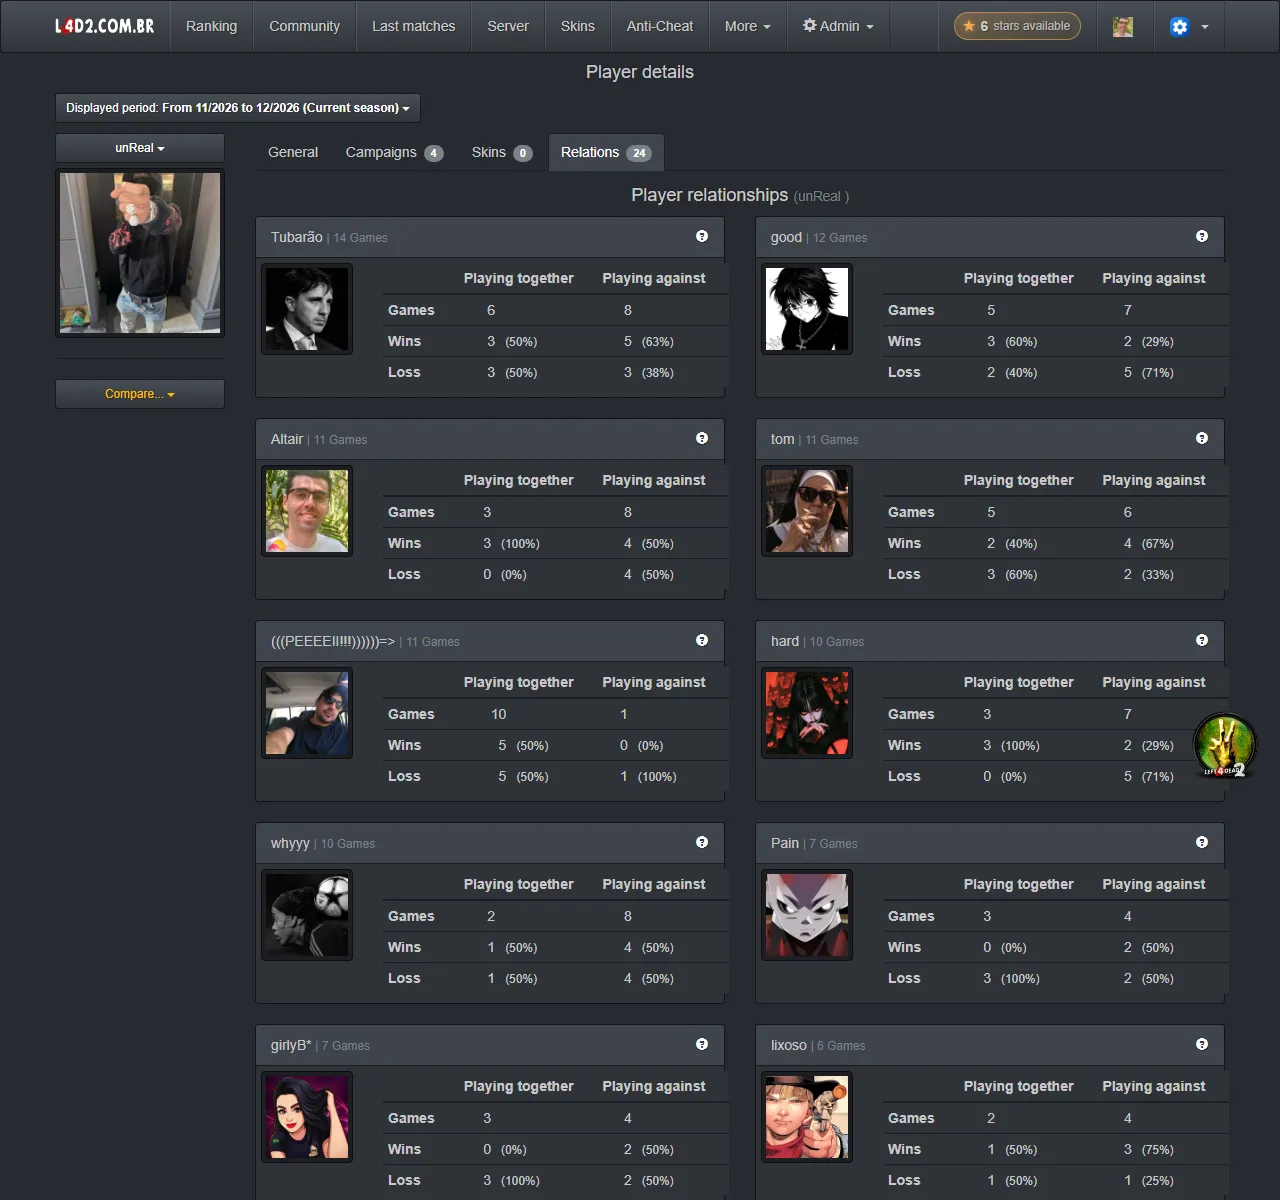 L4D2.COM.BR Ranking Community Last matches Server Skins Anti-Cheat More Admin 6 stars available
Player details
Displayed period: From 11/2026 to 12/2026 (Current season)
unReal
General Campaigns 4 Skins 0 Relations 24
Compare...
Player relationships (unReal )
Tubarão | 14 Games
Playing together Playing against
Games 6 8
Wins 3 (50%) 5 (63%)
Loss 3 (50%) 3 (38%)
good | 12 Games
Playing together Playing against
Games 5 7
Wins 3 (60%) 2 (29%)
Loss 2 (40%) 5 (71%)
Altair | 11 Games
Playing together Playing against
Games 3 8
Wins 3 (100%) 4 (50%)
Loss 0 (0%) 4 (50%)
tom | 11 Games
Playing together Playing against
Games 5 6
Wins 2 (40%) 4 (67%)
Loss 3 (60%) 2 (33%)
(((PEEEEII!!!))))))=> | 11 Games
Playing together Playing against
Games 10 1
Wins 5 (50%) 0 (0%)
Loss 5 (50%) 1 (100%)
hard | 10 Games
Playing together Playing against
Games 3 7
Wins 3 (100%) 2 (29%)
Loss 0 (0%) 5 (71%)
LEFT 4 DEAD 2
whyyy | 10 Games
Playing together Playing against
Games 2 8
Wins 1 (50%) 4 (50%)
Loss 1 (50%) 4 (50%)
Pain | 7 Games
Playing together Playing against
Games 3 4
Wins 0 (0%) 2 (50%)
Loss 3 (100%) 2 (50%)
girlyB* | 7 Games
Playing together Playing against
Games 3 4
Wins 0 (0%) 2 (50%)
Loss 3 (100%) 2 (50%)
lixoso | 6 Games
Playing together Playing against
Games 2 4
Wins 1 (50%) 3 (75%)
Loss 1 (50%) 1 (25%)